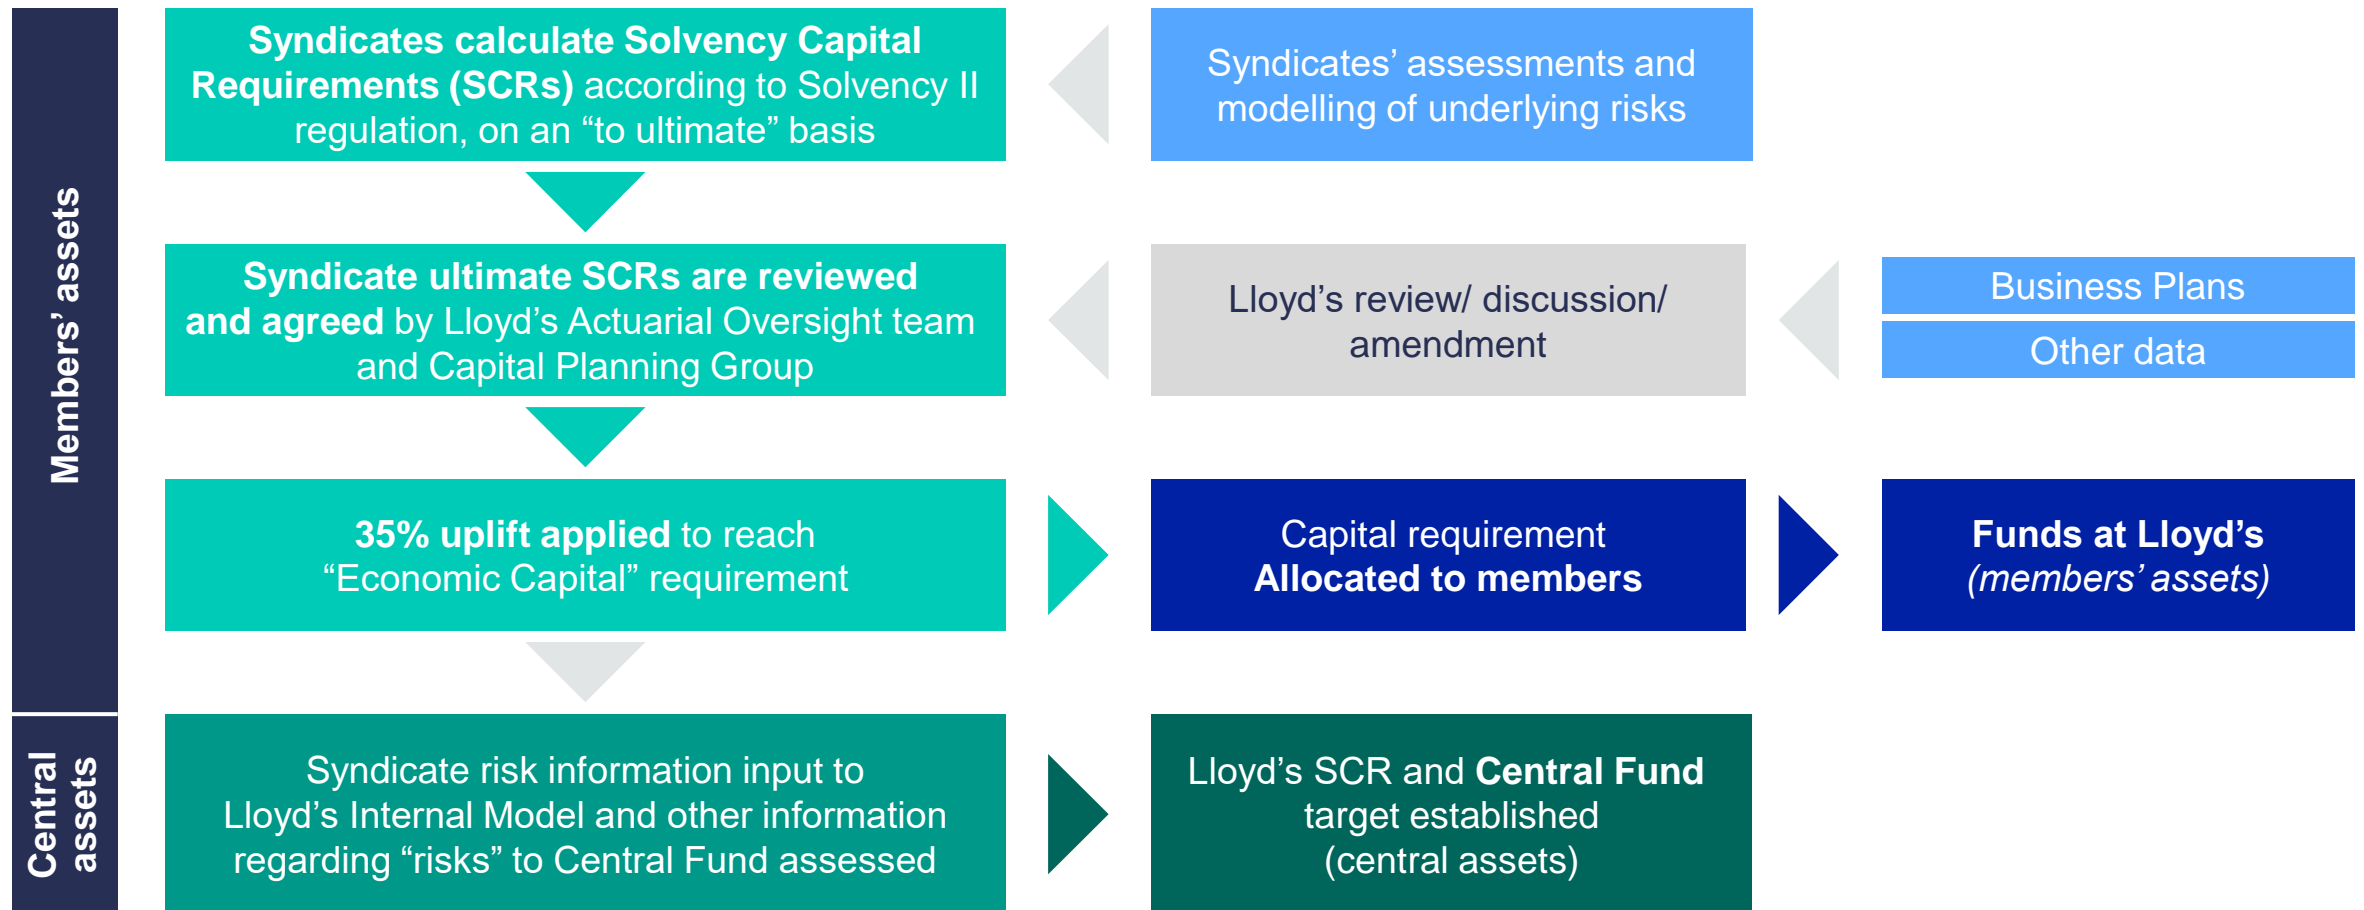 Members’ assets
Syndicates calculate Solvency Capital
Requirements (SCRs) according to Solvency II
regulation, on an “to ultimate” basis
Syndicates’ assessments and
modelling of underlying risks
Syndicate ultimate SCRs are reviewed
and agreed by Lloyd’s Actuarial Oversight team
and Capital Planning Group
Lloyd’s review/ discussion/
amendment
Business Plans
Other data
35% uplift applied to reach
“Economic Capital” requirement
Capital requirement
Allocated to members
Funds at Lloyd’s
(members’ assets)
Central
assets
Syndicate risk information input to
Lloyd’s Internal Model and other information
regarding “risks” to Central Fund assessed
Lloyd’s SCR and Central Fund
target established
(central assets)